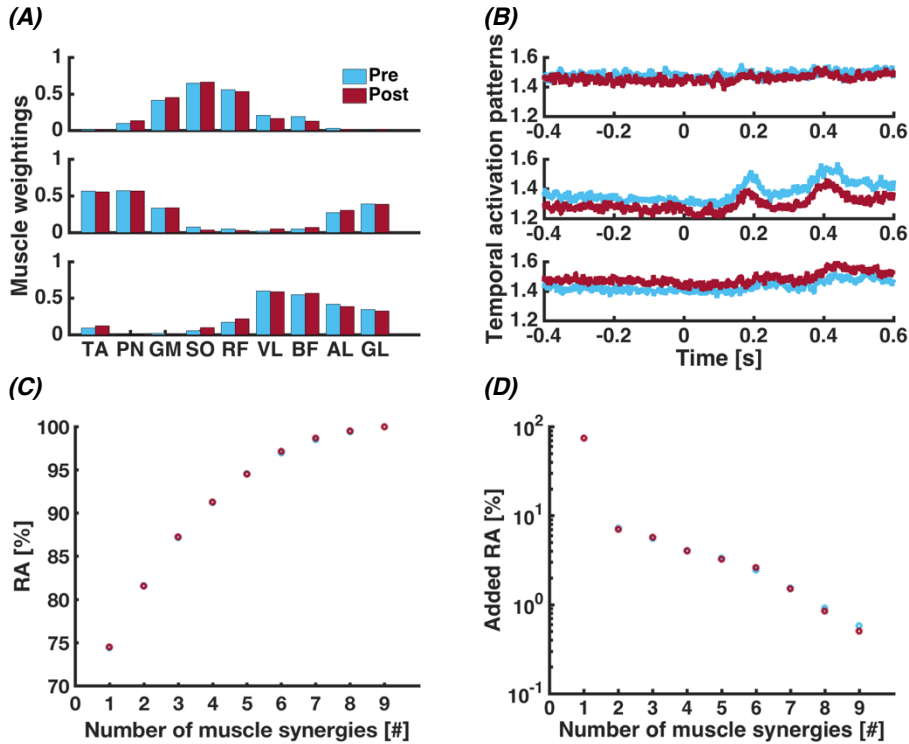 (A)
Muscle weightings
1
0.5
0
Pre
Post
1
0.5
0
1
0.5
0
TA PN GM SO RF VL BF AL GL
(B)
Temporal activation patterns
1.6
1.4
1.2
-0.4 -0.2 0 0.2 0.4 0.6
1.6
1.4
1.2
-0.4 -0.2 0 0.2 0.4 0.6
1.6
1.4
1.2
-0.4 -0.2 0 0.2 0.4 0.6
Time [s]
(C)
RA [%]
100
95
90
85
80
75
70
0 1 2 3 4 5 6 7 8 9
Number of muscle synergies [#]
(D)
Added RA [%]
10²
10¹
10⁰
10⁻¹
0 1 2 3 4 5 6 7 8 9
Number of muscle synergies [#]